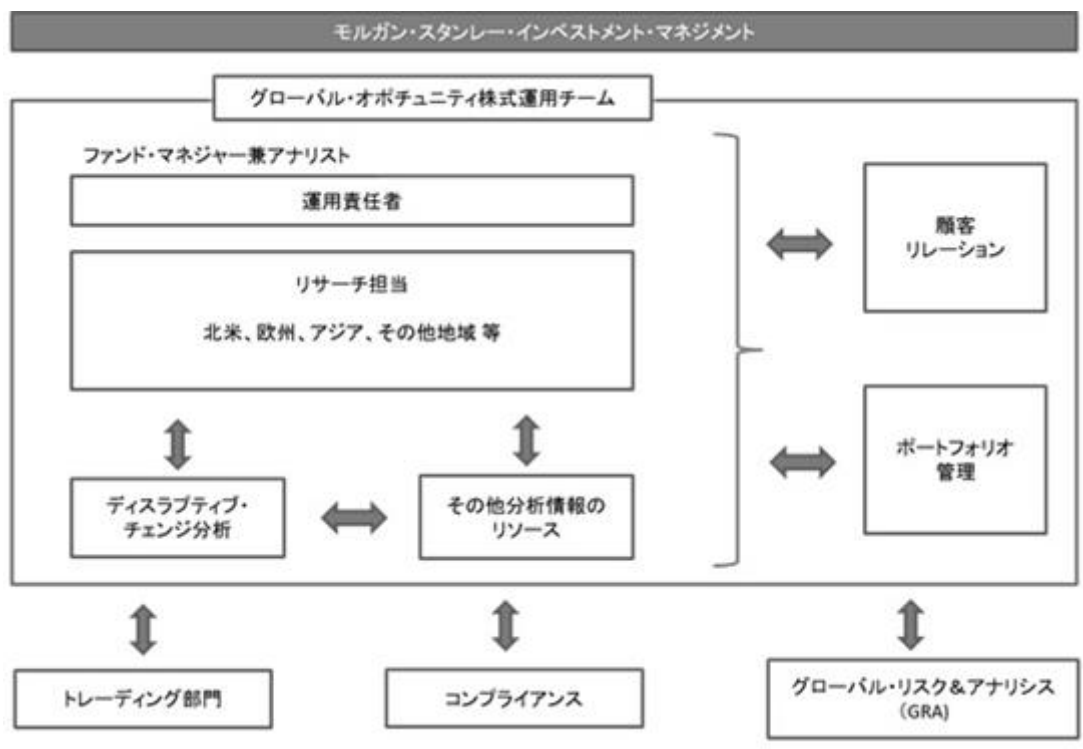 モルガン・スタンレー・インベストメント・マネジメント
グローバル・オポチュニティ株式運用チーム
ファンド・マネジャー兼アナリスト
運用責任者
リサーチ担当
北米、欧州、アジア、その他地域 等
ディスラプティブ・
チェンジ分析
その他分析情報の
リソース
顧客
リレーション
ポートフォリオ
管理
トレーディング部門
コンプライアンス
グローバル・リスク&アナリシス
(GRA)